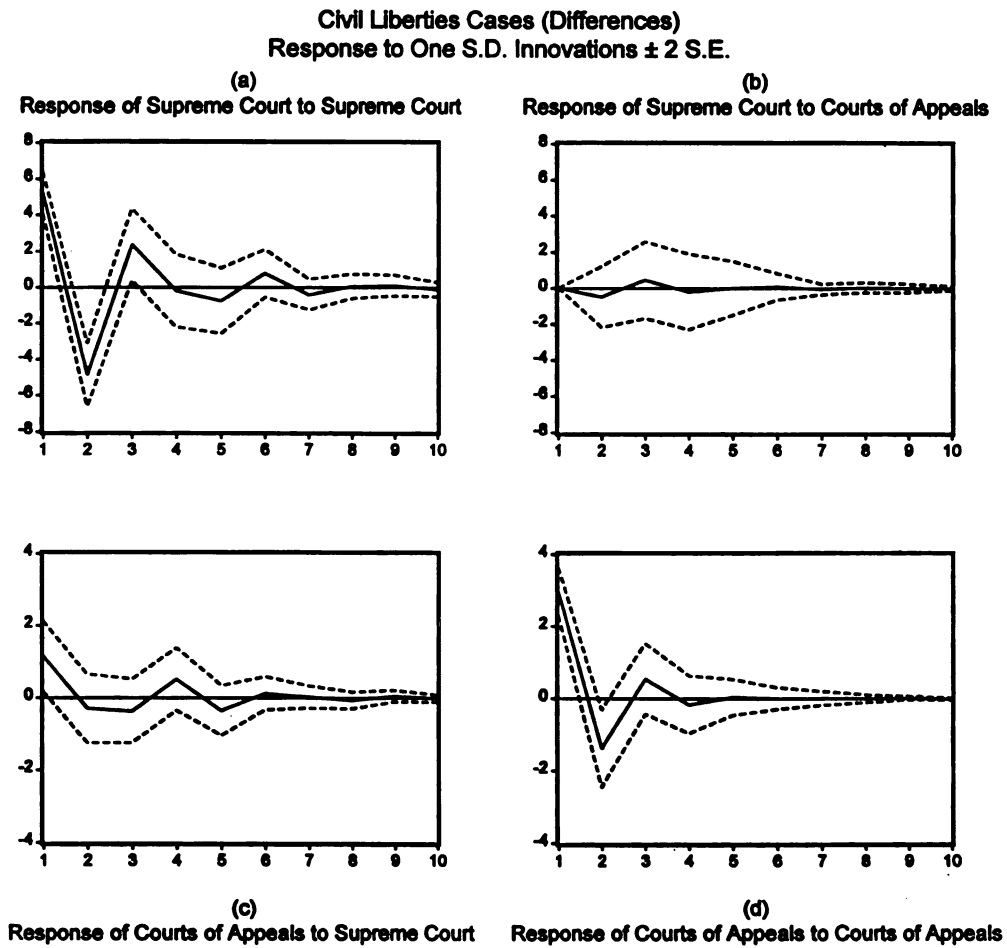 Civil Liberties Cases (Differences)
Response to One S.D. Innovations ± 2 S.E.
(a)
Response of Supreme Court to Supreme Court
(b)
Response of Supreme Court to Courts of Appeals
8
6
4
2
0
-2
-4
-6
-8
1 2 3 4 5 6 7 8 9 10
8
6
4
2
0
-2
-4
-6
-8
1 2 3 4 5 6 7 8 9 10
4
2
0
-2
-4
1 2 3 4 5 6 7 8 9 10
4
2
0
-2
-4
1 2 3 4 5 6 7 8 9 10
(c)
Response of Courts of Appeals to Supreme Court
(d)
Response of Courts of Appeals to Courts of Appeals